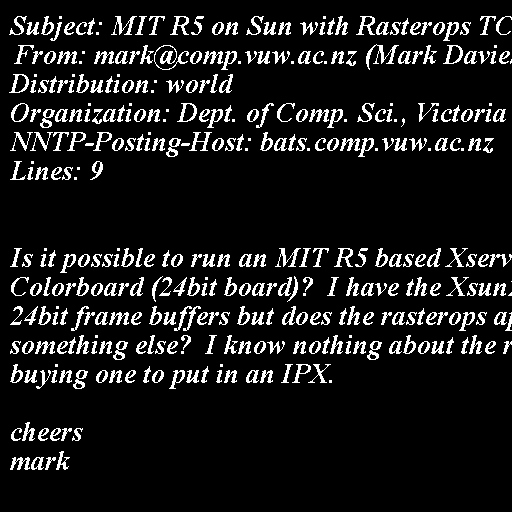 Subject: MIT R5 on Sun with Rasterops TC
From: mark@comp.vuw.ac.nz (Mark Davies
Distribution: world
Organization: Dept. of Comp. Sci., Victoria
NNTP-Posting-Host: bats.comp.vuw.ac.nz
Lines: 9
Is it possible to run an MIT R5 based Xserv
Colorboard (24bit board)?  I have the Xsun
24bit frame buffers but does the rasterops ap
something else?  I know nothing about the r
buying one to put in an IPX.
cheers
mark